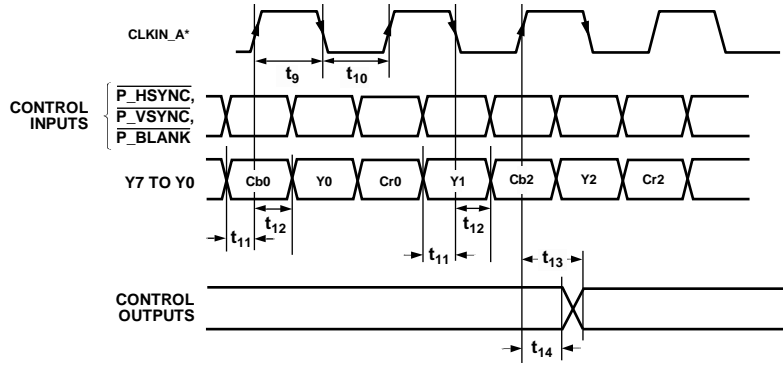 CLKIN_A*
t9
t10
CONTROL
INPUTS
P_HSYNC,
P_VSYNC,
P_BLANK
Y7 TO Y0
Cb0
Y0
Cr0
Y1
Cb2
Y2
Cr2
t12
t12
t11
t11
t13
CONTROL
OUTPUTS
t14